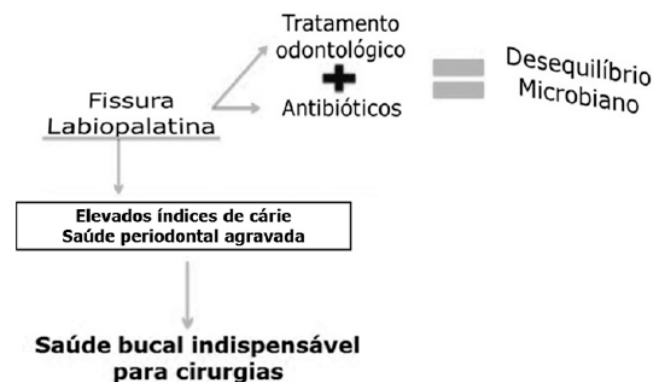 Tratamento
odontológico
+
Antibióticos
=
Desequilíbrio
Microbiano
Fissura
Labiopalatina
Elevados índices de cárie
Saúde periodontal agravada
Saúde bucal indispensável
para cirurgias